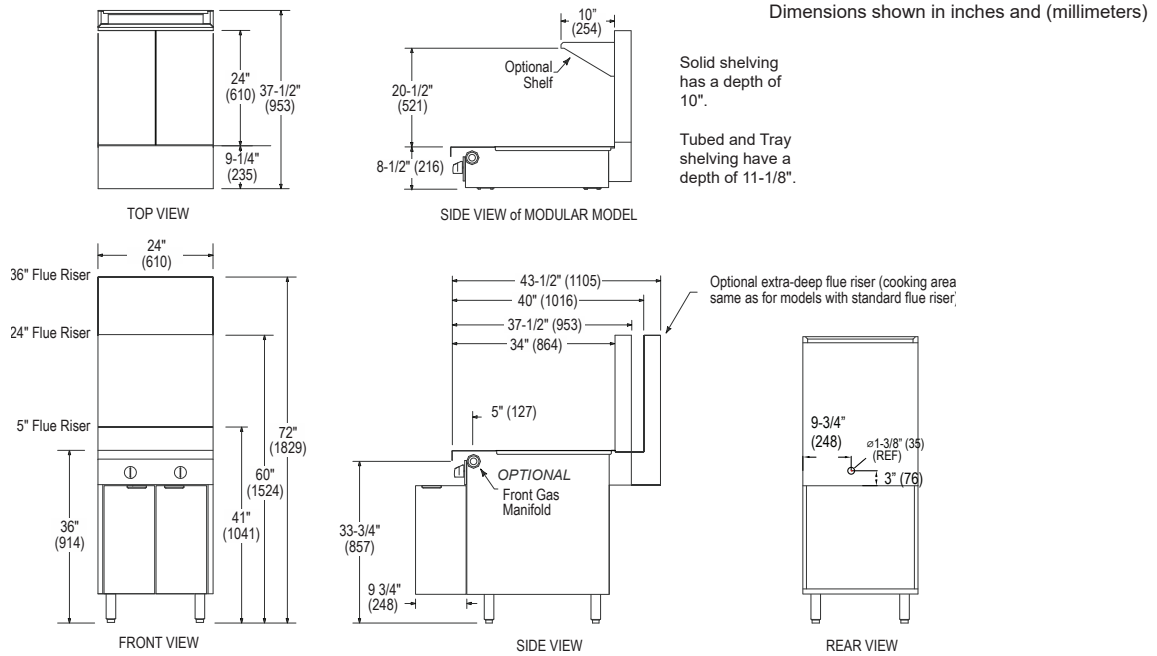 Dimensions shown in inches and (millimeters)
24"
(610)
37-1/2"
(953)
9-1/4"
(235)
TOP VIEW
10"
(254)
Optional
Shelf
20-1/2"
(521)
8-1/2" (216)
SIDE VIEW of MODULAR MODEL
Solid shelving
has a depth of
10".
Tubed and Tray
shelving have a
depth of 11-1/8".
24"
(610)
36" Flue Riser
24" Flue Riser
5" Flue Riser
72"
(1829)
60"
(1524)
41"
(1041)
36"
(914)
FRONT VIEW
43-1/2" (1105)
40" (1016)
37-1/2" (953)
34" (864)
Optional extra-deep flue riser (cooking area
same as for models with standard flue riser)
5" (127)
OPTIONAL
Front Gas
Manifold
33-3/4"
(857)
9 3/4"
(248)
SIDE VIEW
9-3/4"
(248)
⌀1-3/8" (35)
(REF)
3" (76)
REAR VIEW